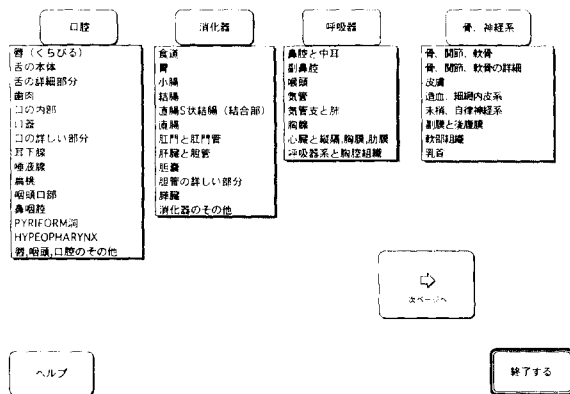 口腔
唇（くちびる）
舌の本体
舌の詳細部分
歯肉
口の内部
口蓋
口の詳しい部分
耳下腺
唾液腺
扁桃
咽頭口部
鼻咽腔
PYRIFORM洞
HYPEOPHARYNX
唇,咽頭,口腔のその他
消化器
食道
胃
小腸
結腸
直腸S状結腸（結合部）
直腸
肛門と肛門管
肝臓と胆管
胆嚢
胆管の詳しい部分
膵臓
消化器のその他
呼吸器
鼻腔と中耳
副鼻腔
喉頭
気管
気管支と肺
胸腺
心臓と縦隔,胸膜,肋膜
呼吸器系と胸腔組織
骨、神経系
骨、関節、軟骨
骨、関節、軟骨の詳細
皮膚
造血、細網内皮系
末梢、自律神経系
副膜と後腹膜
軟部組織
乳首
次ページへ
ヘルプ
終了する